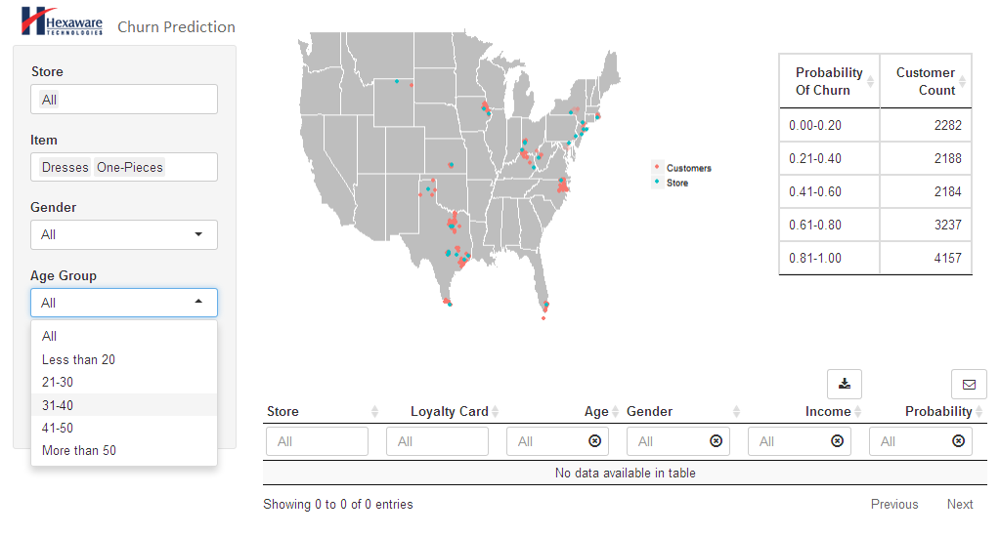 Hexaware
TECHNOLOGIES
Churn Prediction
Store
All
Item
Dresses One-Pieces
Gender
All
Age Group
All
All
Less than 20
21-30
31-40
41-50
More than 50
Customers
Store
Probability Of Churn Customer Count
0.00-0.20 2282
0.21-0.40 2188
0.41-0.60 2184
0.61-0.80 3237
0.81-1.00 4157
Store Loyalty Card Age Gender Income Probability
All All All All All All
No data available in table
Showing 0 to 0 of 0 entries
Previous Next